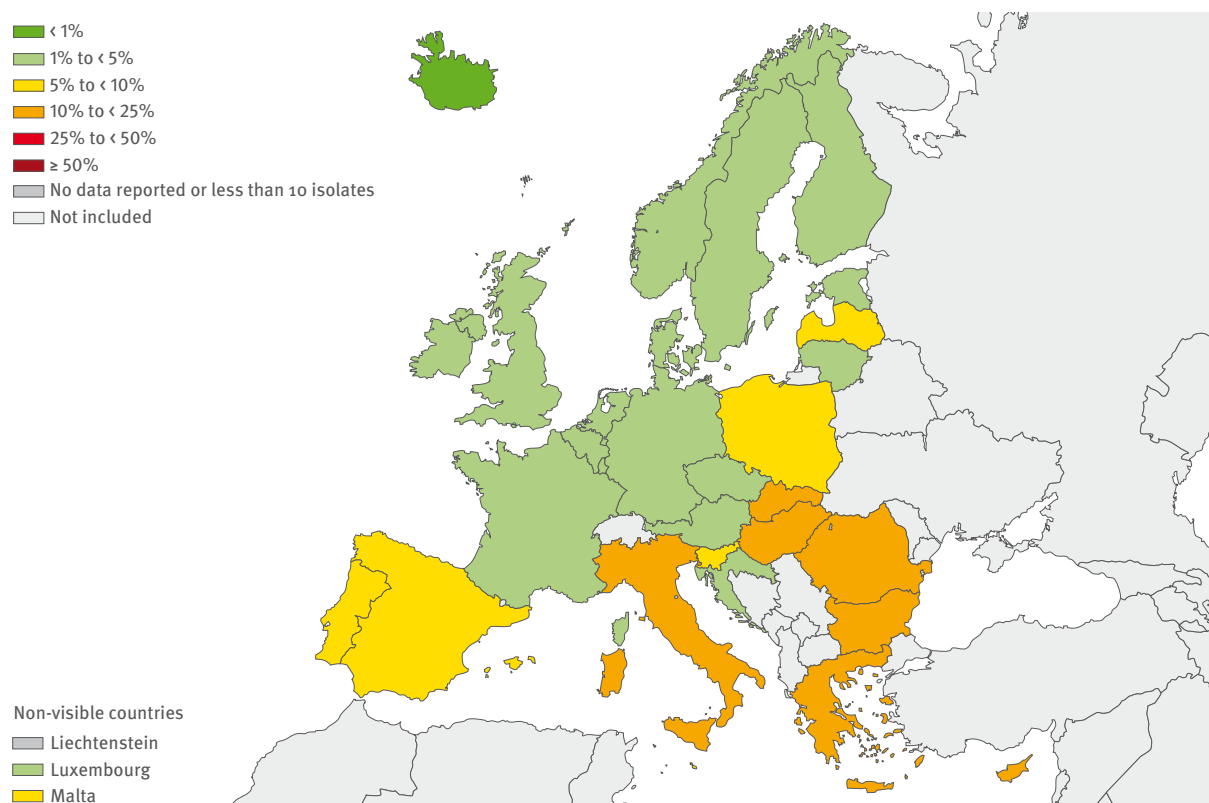 < 1%
1% to < 5%
5% to < 10%
10% to < 25%
25% to < 50%
≥ 50%
No data reported or less than 10 isolates
Not included
Non-visible countries
Liechtenstein
Luxembourg
Malta